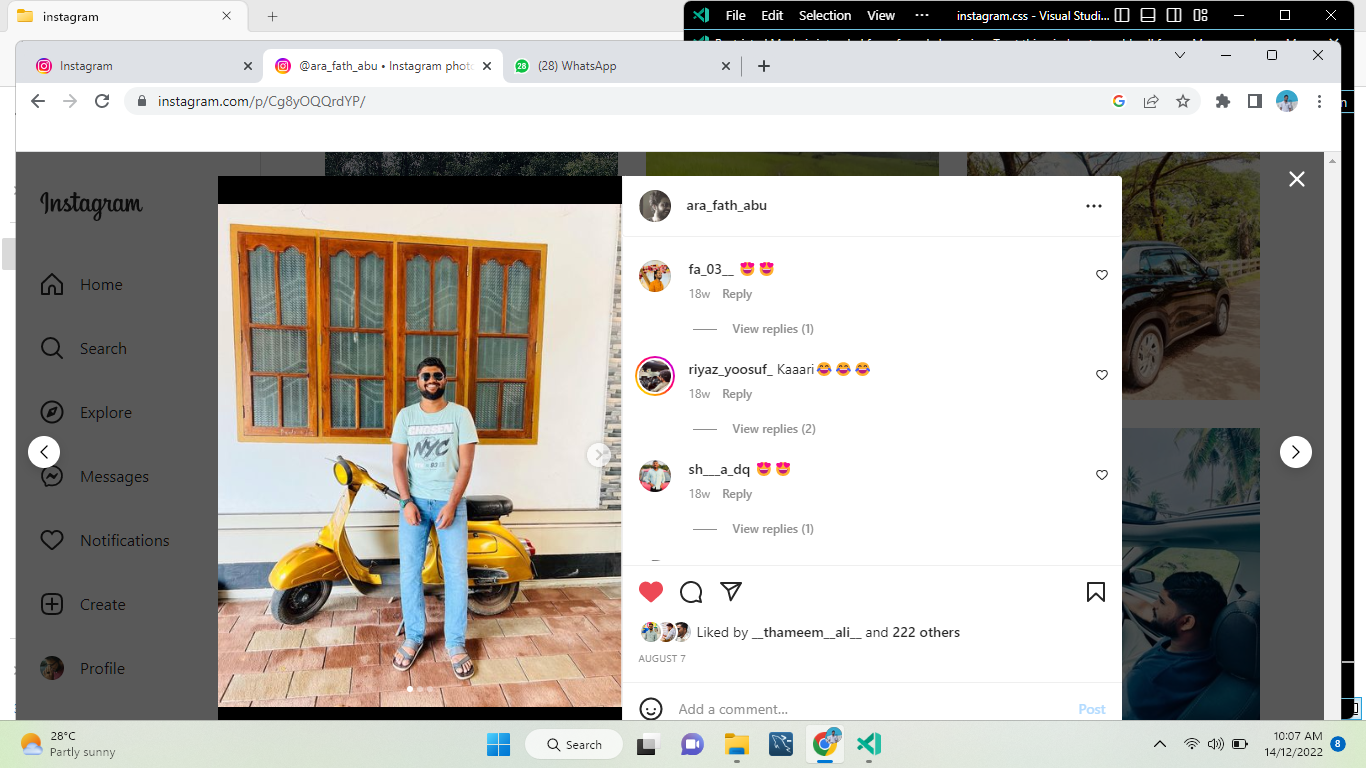 instagram
File Edit Selection View ··· instagram.css - Visual Studi...
Instagram
@ara_fath_abu • Instagram photo
(28) WhatsApp
instagram.com/p/Cg8yOQQrdYP/
Instagram
Home
Search
Explore
Messages
Notifications
Create
Profile
NYC
ara_fath_abu
fa_03__ 😍😍
18w Reply
View replies (1)
riyaz_yoosuf_ Kaaari😂😂😂
18w Reply
View replies (2)
sh___a_dq 😍😍
18w Reply
View replies (1)
Liked by __thameem__ali__ and 222 others
AUGUST 7
Add a comment...
Post
28°C
Partly sunny
Search
10:07 AM
14/12/2022
8